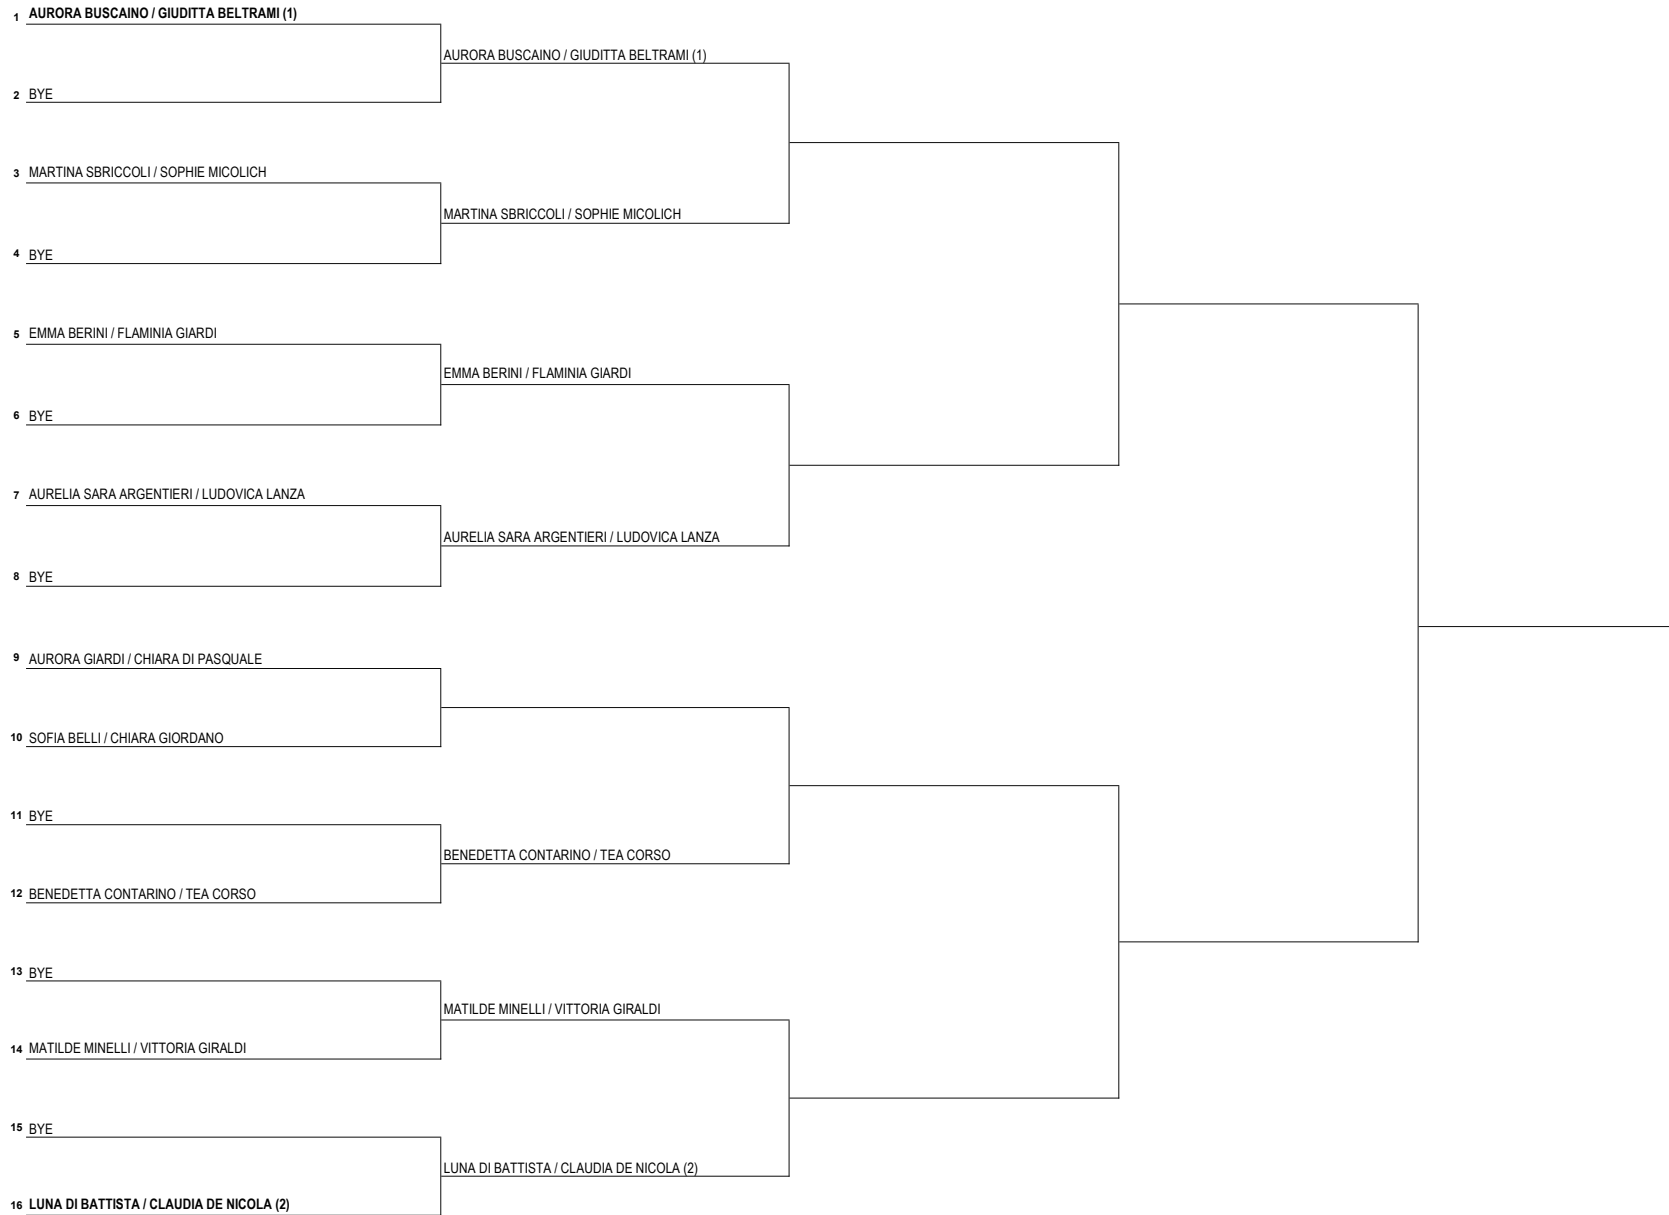 1 AURORA BUSCAINO / GIUDITTA BELTRAMI (1)
AURORA BUSCAINO / GIUDITTA BELTRAMI (1)
2 BYE
3 MARTINA SBRICCOLI / SOPHIE MICOLICH
MARTINA SBRICCOLI / SOPHIE MICOLICH
4 BYE
5 EMMA BERINI / FLAMINIA GIARDI
EMMA BERINI / FLAMINIA GIARDI
6 BYE
7 AURELIA SARA ARGENTIERI / LUDOVICA LANZA
AURELIA SARA ARGENTIERI / LUDOVICA LANZA
8 BYE
9 AURORA GIARDI / CHIARA DI PASQUALE
10 SOFIA BELLI / CHIARA GIORDANO
11 BYE
BENEDETTA CONTARINO / TEA CORSO
12 BENEDETTA CONTARINO / TEA CORSO
13 BYE
MATILDE MINELLI / VITTORIA GIRALDI
14 MATILDE MINELLI / VITTORIA GIRALDI
15 BYE
LUNA DI BATTISTA / CLAUDIA DE NICOLA (2)
16 LUNA DI BATTISTA / CLAUDIA DE NICOLA (2)